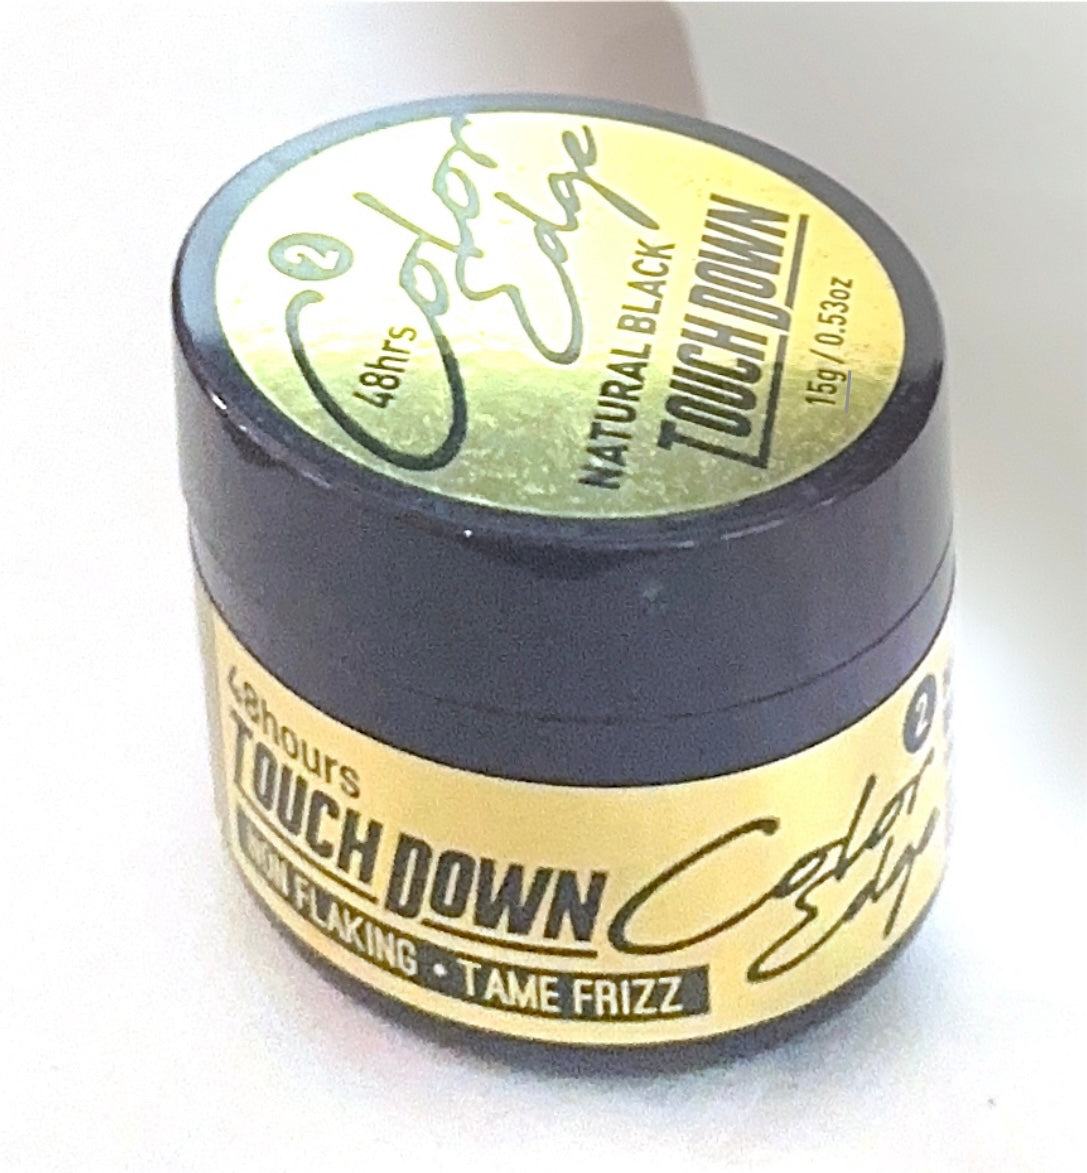 2
Color
Edge
48hrs
NATURAL BLACK
TOUCH DOWN
15g / 0.53oz
48hours
TOUCH DOWN
NON FLAKING • TAME FRIZZ
2
Color
Edge